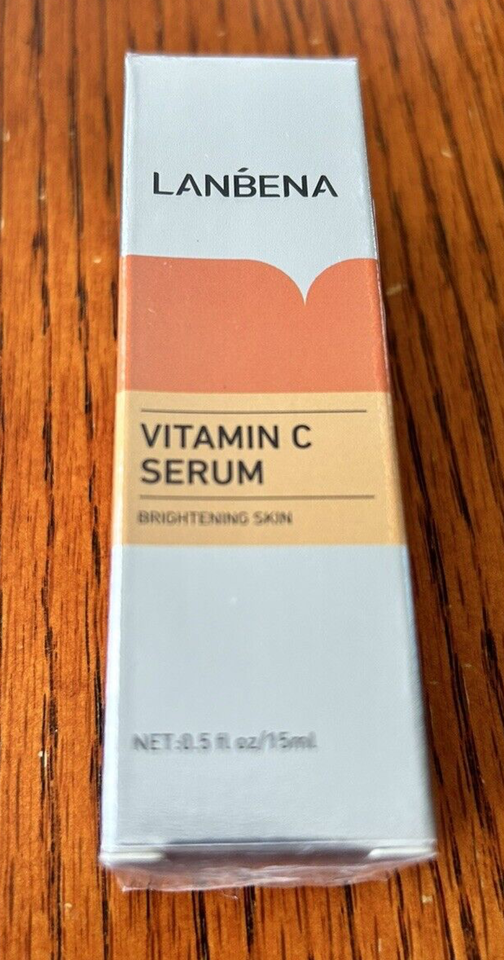 LANBENA
VITAMIN C
SERUM
BRIGHTENING SKIN
NET:0.5 fl oz/15ml